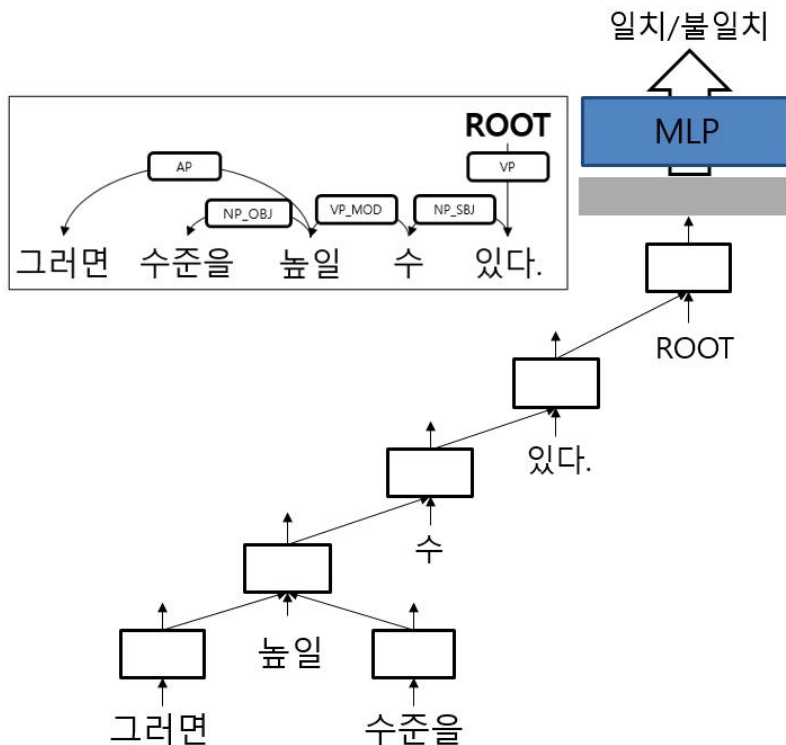 일치/불일치
MLP
ROOT
AP
VP
NP_OBJ
VP_MOD
NP_SBJ
그러면 수준을 높일 수 있다.
ROOT
있다.
수
높일
그러면
수준을